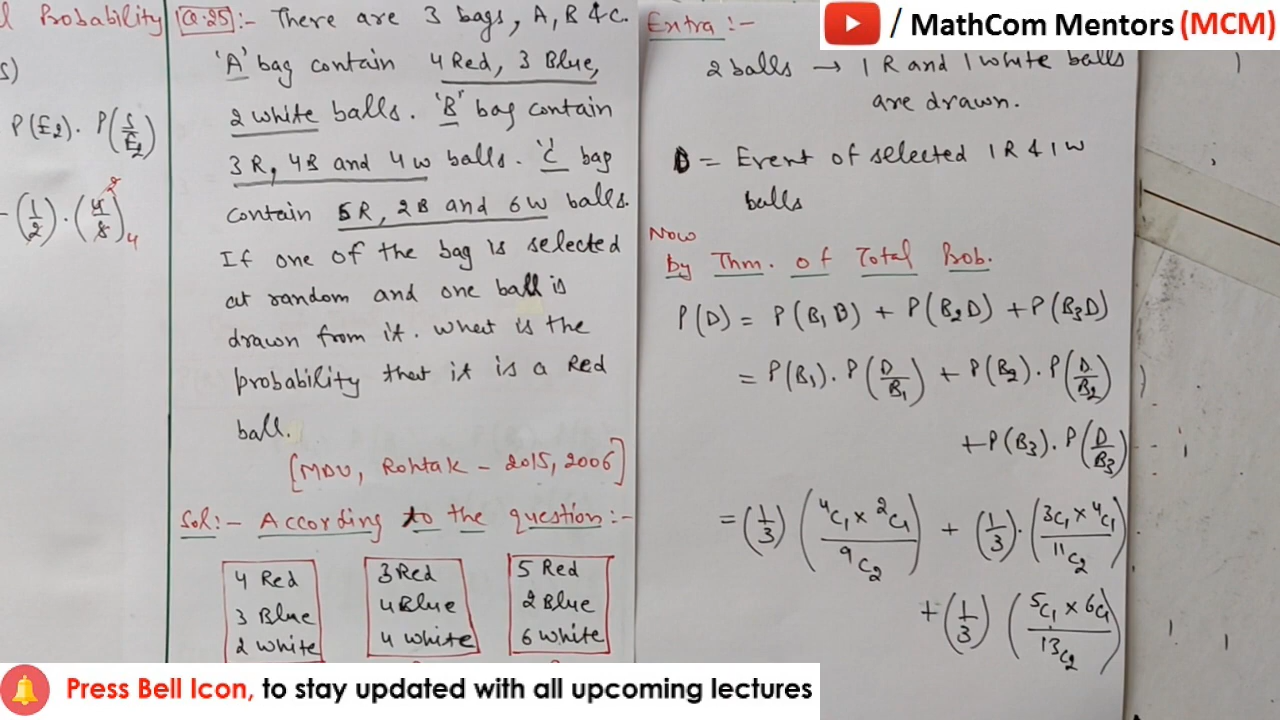 l Probability
s)
P(E2). P(S/E2)
(1/2). (4/8)
2
4
Q.25 :- There are 3 bags, A, B & C.
'A' bag contain 4 Red, 3 Blue,
2 white balls. 'B' bag contain
3 R, 4B and 4w balls. 'C' bag
contain 5R, 2B and 6W balls.
If one of the bag is selected
at random and one ball is
drawn from it. What is the
probability that it is a Red
ball.
[MDU, Rohtak - 2015, 2006]
Sol:- According to the question:-
4 Red
3 Blue
2 White
3 Red
4 Blue
4 White
5 Red
2 Blue
6 White
Extra :-
2 balls → 1 R and 1 White balls
are drawn.
D = Event of selected 1 R & 1 W
balls
Now
By Thm. of Total Prob.
P(D) = P(B1 D) + P(B2D) + P(B3D)
= P(B1). P(D/B1) + P(B2). P(D/B2)
+ P(B3). P(D/B3)
= (1/3) (4C1 x 2C1 / 9C2) + (1/3). (3C1 x 4C1 / 11C2)
+ (1/3) (5C1 x 6C1 / 13C2)
/ MathCom Mentors (MCM)
Press Bell Icon, to stay updated with all upcoming lectures